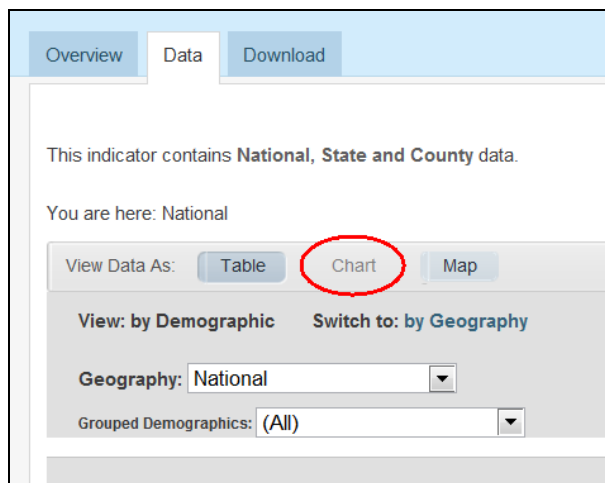 Overview Data Download
This indicator contains National, State and County data.
You are here: National
View Data As: Table Chart Map
View: by Demographic Switch to: by Geography
Geography: National
Grouped Demographics: (All)